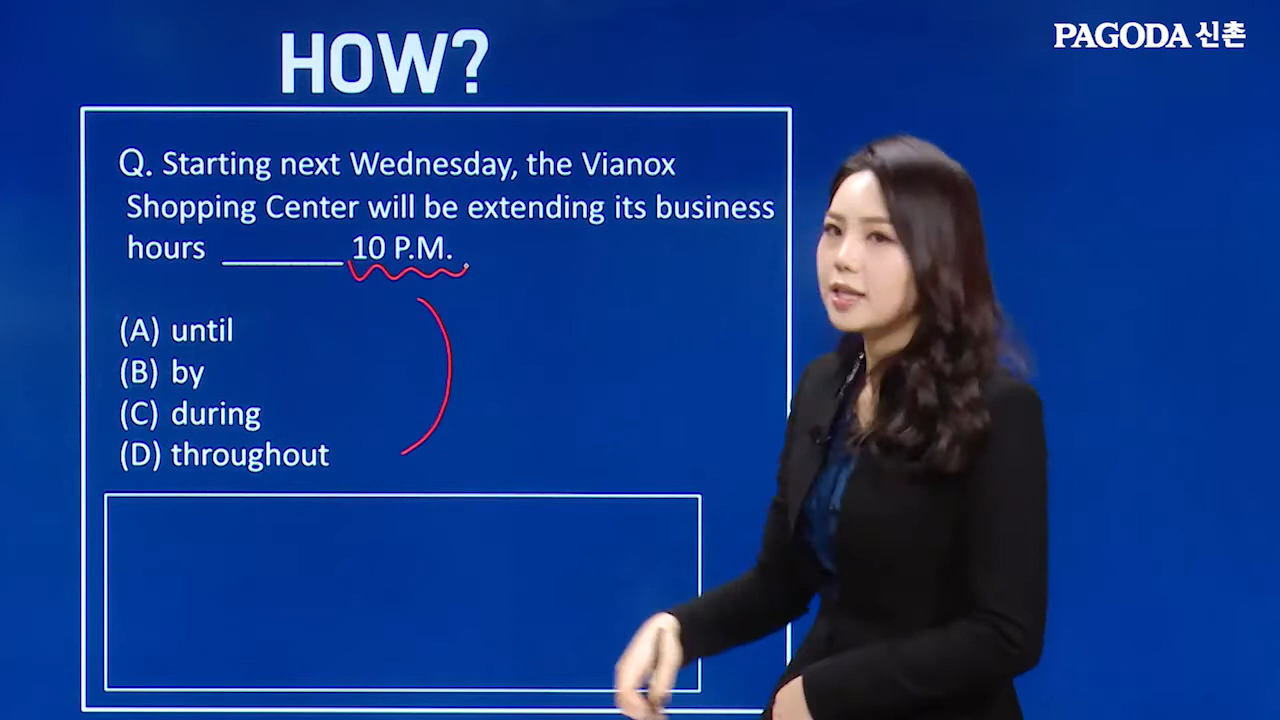 HOW?
PAGODA 신촌
Q. Starting next Wednesday, the Vianox
Shopping Center will be extending its business
hours ________ 10 P.M. .
(A) until
(B) by
(C) during
(D) throughout